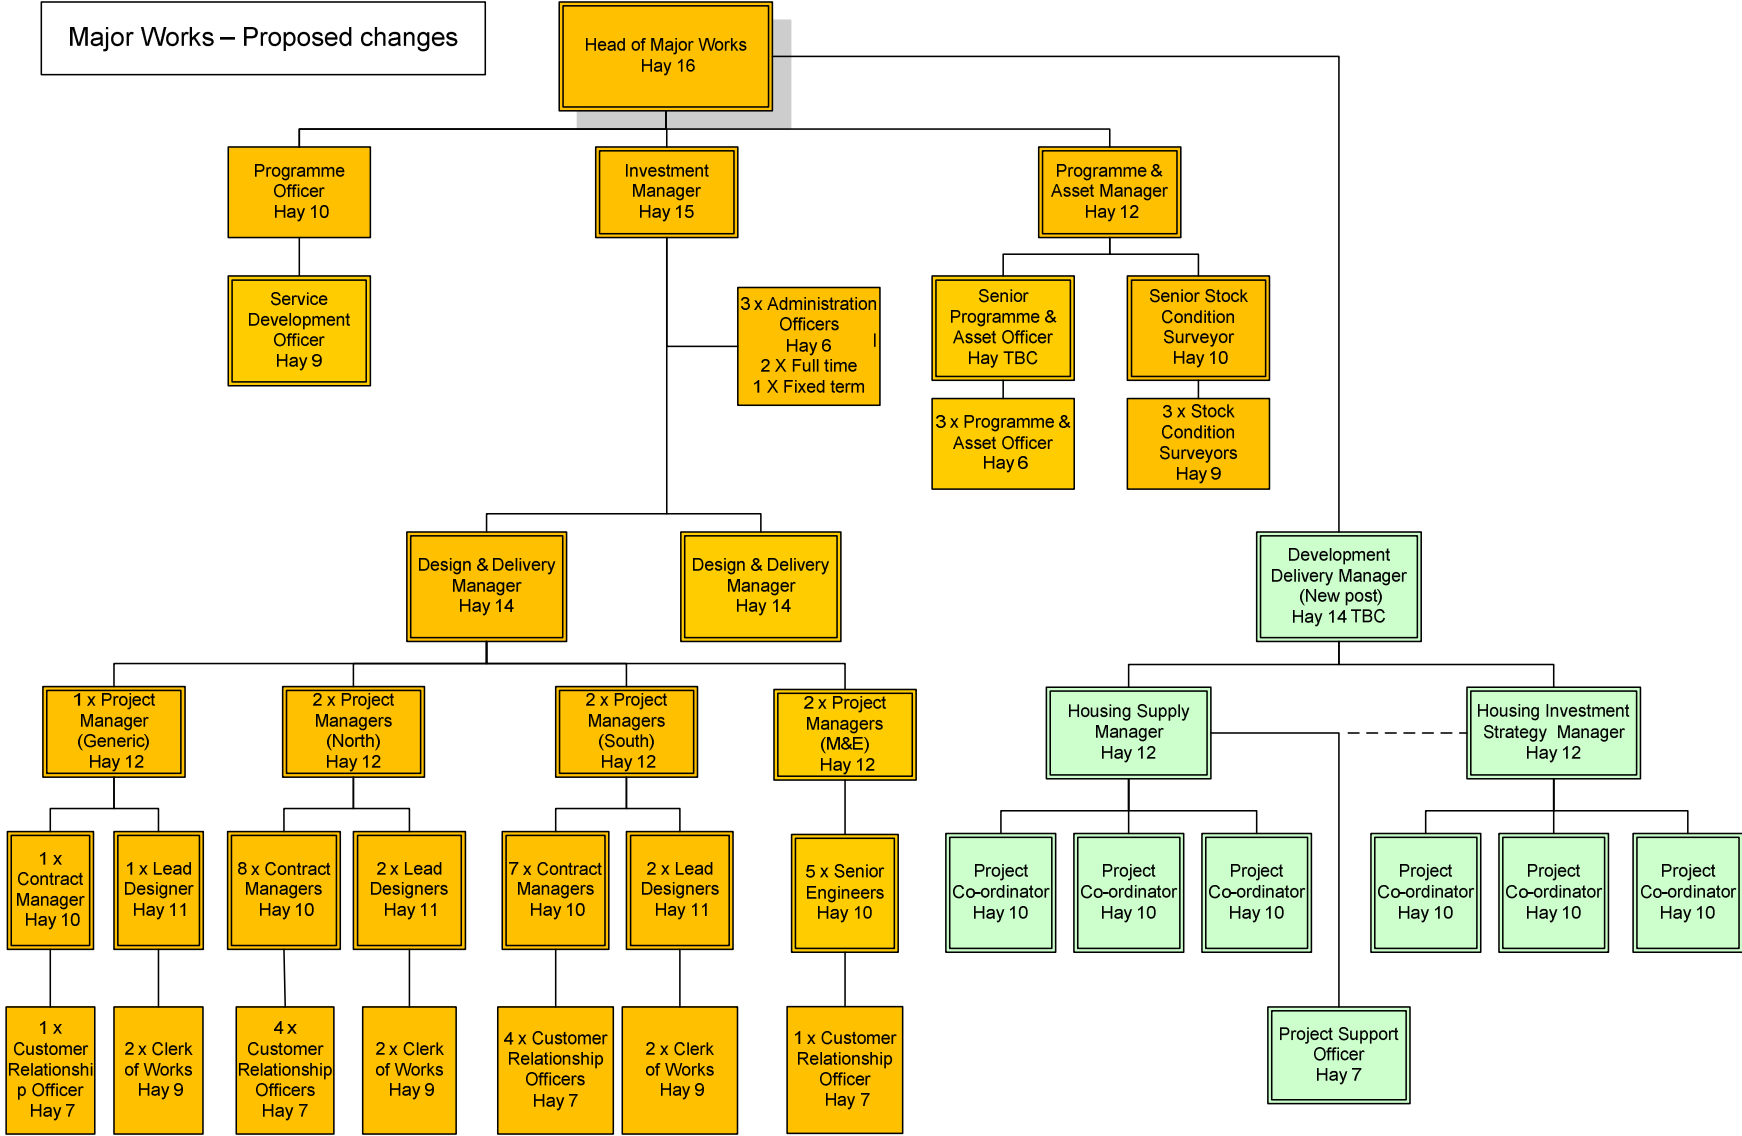 Major Works – Proposed changes
Head of Major Works
Hay 16
Programme
Officer
Hay 10
Investment
Manager
Hay 15
Programme &
Asset Manager
Hay 12
Service
Development
Officer
Hay 9
3 x Administration
Officers
Hay 6
2 X Full time
1 X Fixed term
l
Senior
Programme &
Asset Officer
Hay TBC
Senior Stock
Condition
Surveyor
Hay 10
3 x Programme &
Asset Officer
Hay 6
3 x Stock
Condition
Surveyors
Hay 9
Design & Delivery
Manager
Hay 14
Design & Delivery
Manager
Hay 14
Development
Delivery Manager
(New post)
Hay 14 TBC
1 x Project
Manager
(Generic)
Hay 12
2 x Project
Managers
(North)
Hay 12
2 x Project
Managers
(South)
Hay 12
2 x Project
Managers
(M&E)
Hay 12
Housing Supply
Manager
Hay 12
Housing Investment
Strategy Manager
Hay 12
1 x
Contract
Manager
Hay 10
1 x Lead
Designer
Hay 11
8 x Contract
Managers
Hay 10
2 x Lead
Designers
Hay 11
7 x Contract
Managers
Hay 10
2 x Lead
Designers
Hay 11
5 x Senior
Engineers
Hay 10
Project
Co-ordinator
Hay 10
Project
Co-ordinator
Hay 10
Project
Co-ordinator
Hay 10
Project
Co-ordinator
Hay 10
Project
Co-ordinator
Hay 10
Project
Co-ordinator
Hay 10
1 x
Customer
Relationshi
p Officer
Hay 7
2 x Clerk
of Works
Hay 9
4 x
Customer
Relationship
Officers
Hay 7
2 x Clerk
of Works
Hay 9
4 x Customer
Relationship
Officers
Hay 7
2 x Clerk
of Works
Hay 9
1 x Customer
Relationship
Officer
Hay 7
Project Support
Officer
Hay 7